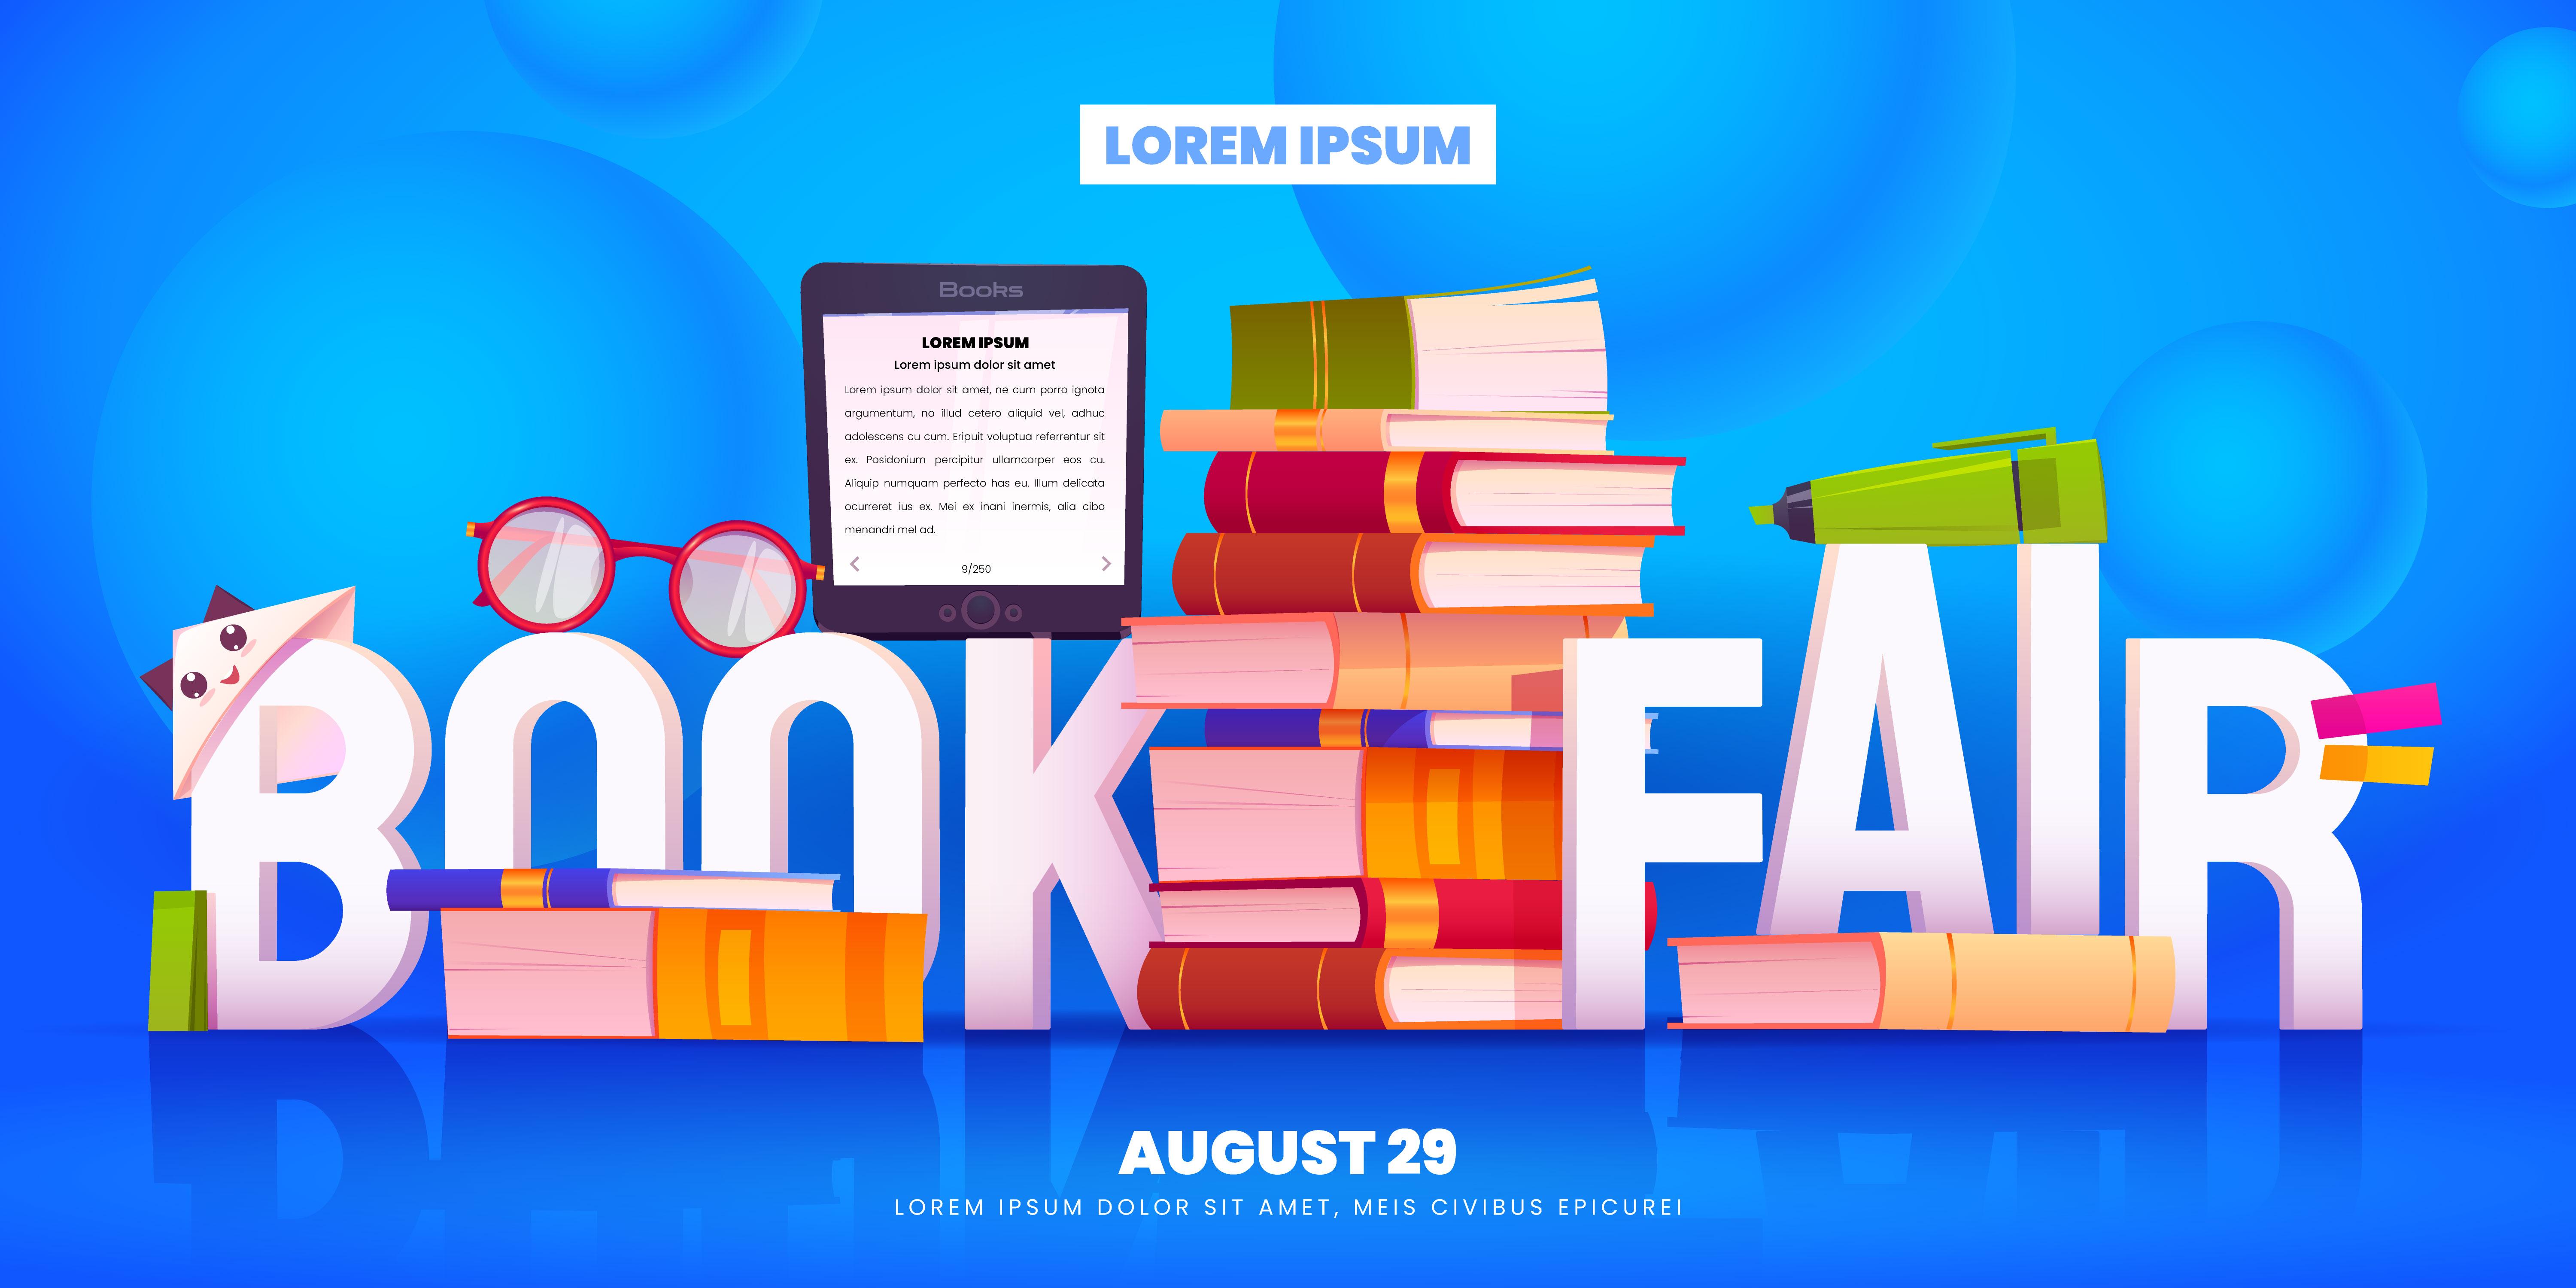 LOREM IPSUM
Books
LOREM IPSUM
Lorem ipsum dolor sit amet
Lorem ipsum dolor sit amet, ne cum porro ignota
argumentum, no illud cetero aliquid vel, adhuc
adolescens cu cum. Eripuit voluptua referrentur sit
ex. Posidonium percipitur ullamcorper eos cu.
Aliquip numquam perfecto has eu. Illum delicata
ocurreret ius ex. Mei ex inani inermis, alia cibo
menandri mel ad.
9/250
BOOK FAIR
AUGUST 29
LOREM IPSUM DOLOR SIT AMET, MEIS CIVIBUS EPICUREI